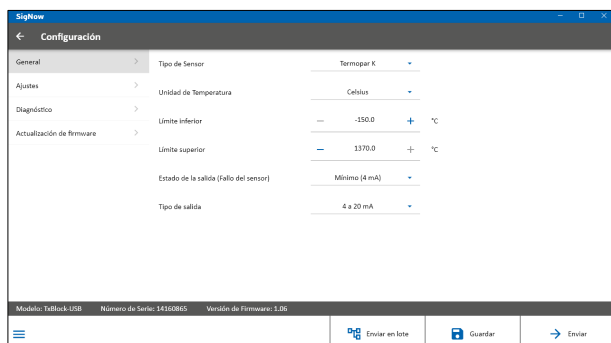 SigNow
Configuración
General
Tipo de Sensor Termopar K
Ajustes
Unidad de Temperatura Celsius
Diagnóstico
Límite inferior — -150.0 + °C
Actualización de firmware
Límite superior — 1370.0 + °C
Estado de la salida (Fallo del sensor) Mínimo (4 mA)
Tipo de salida 4 a 20 mA
Modelo: TxBlock-USB Número de Serie: 14160865 Versión de Firmware: 1.06
Enviar en lote Guardar Enviar